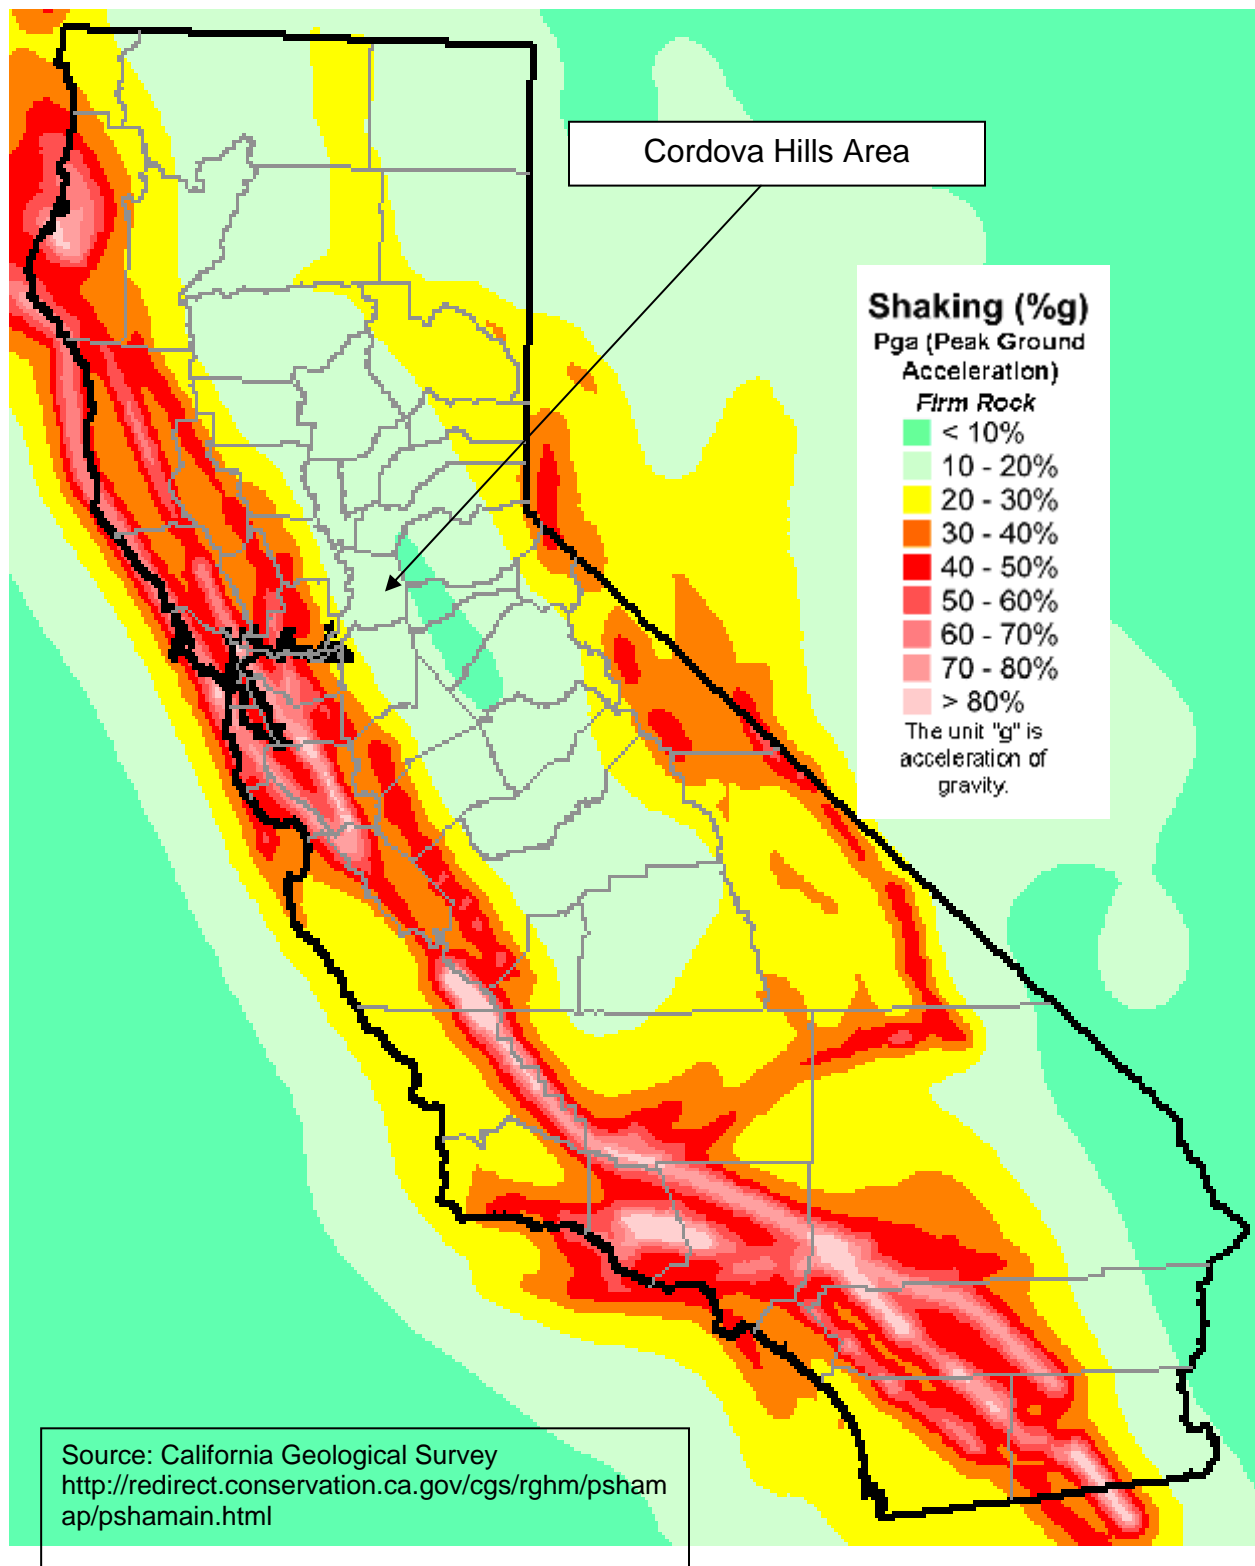 Cordova Hills Area
Shaking (%g)
Pga (Peak Ground
Acceleration)
Firm Rock
< 10%
10 - 20%
20 - 30%
30 - 40%
40 - 50%
50 - 60%
60 - 70%
70 - 80%
> 80%
The unit "g" is
acceleration of
gravity.
Source: California Geological Survey
http://redirect.conservation.ca.gov/cgs/rghm/psham
ap/pshamain.html